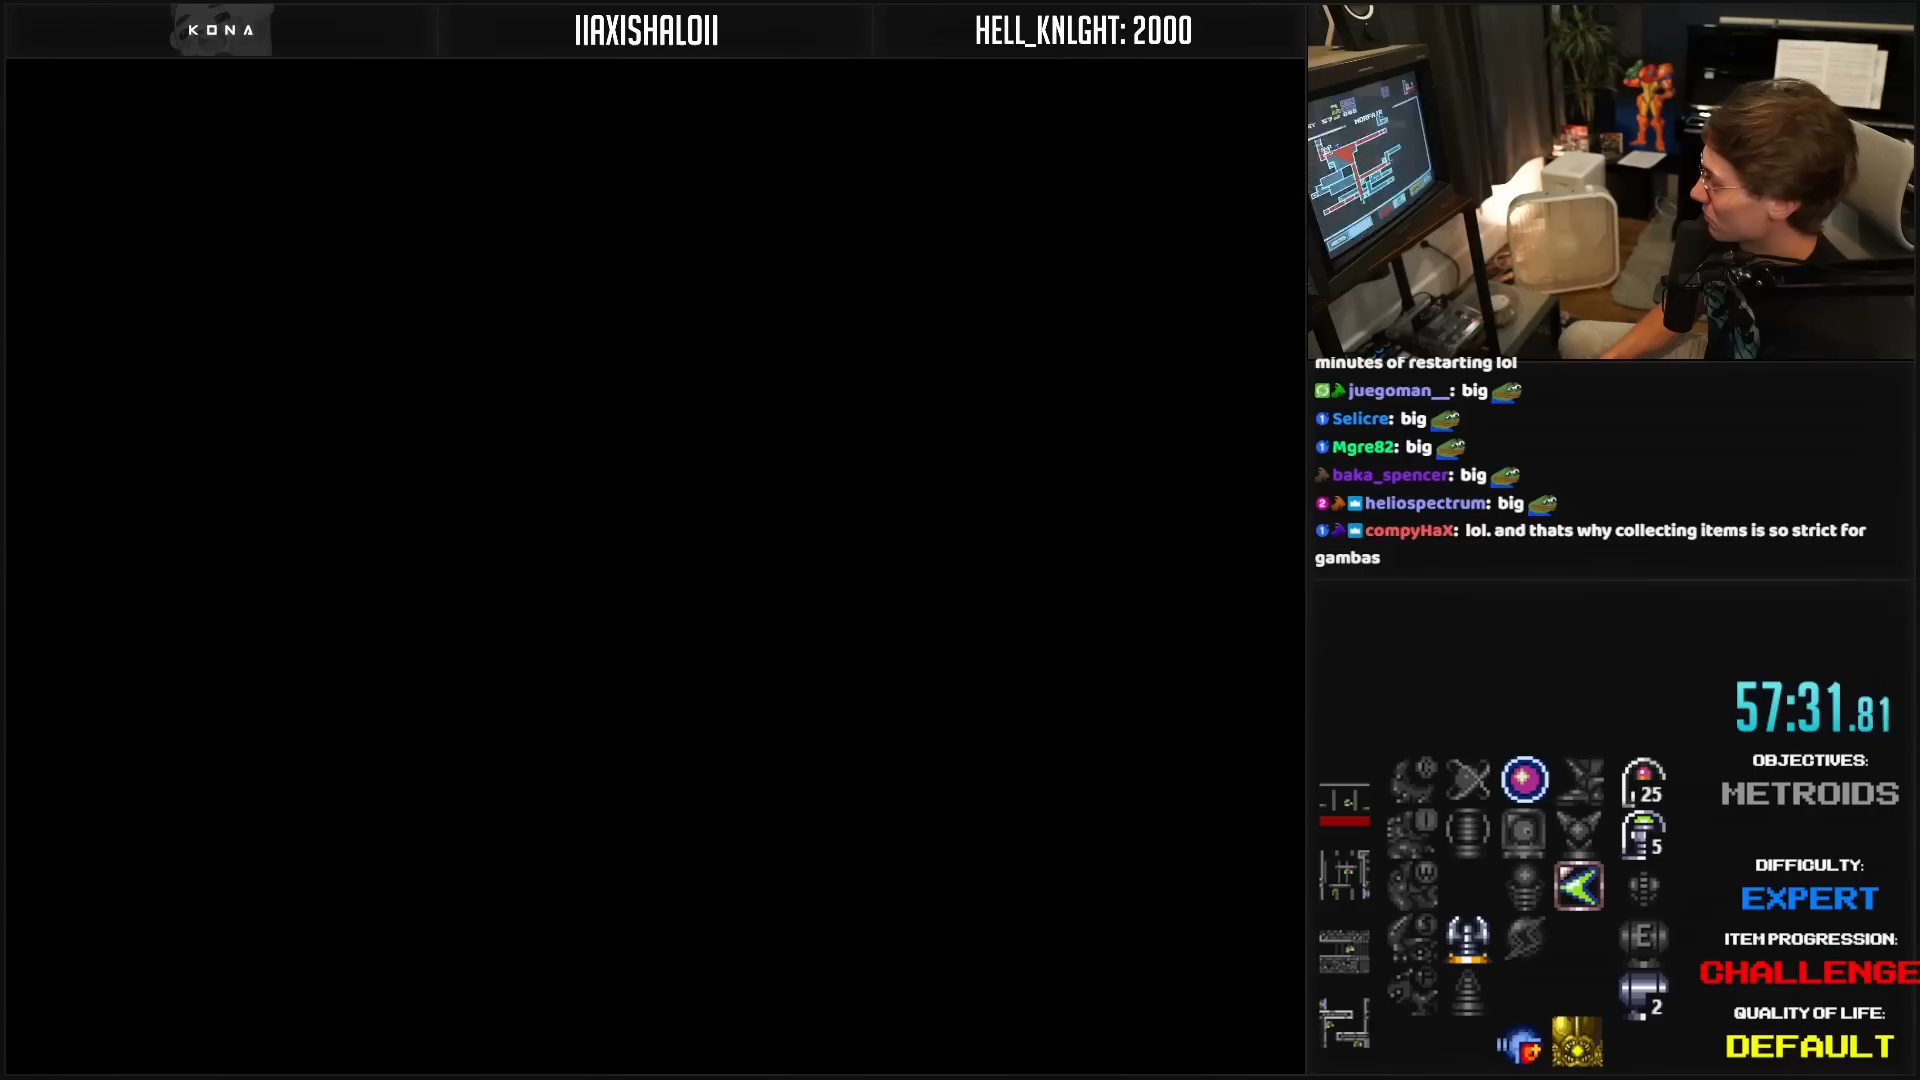 KONA
IIAXISHALOII
HELL_KNLGHT: 2000
NORFAIR
minutes of restarting lol
juegoman__: big
Selicre: big
Mgre82: big
baka_spencer: big
heliospectrum: big
compyHaX: lol. and thats why collecting items is so strict for
gambas
57:31.81
OBJECTIVES:
METROIDS
25
5
DIFFICULTY:
EXPERT
ITEM PROGRESSION:
CHALLENGE
E
2
QUALITY OF LIFE:
DEFAULT